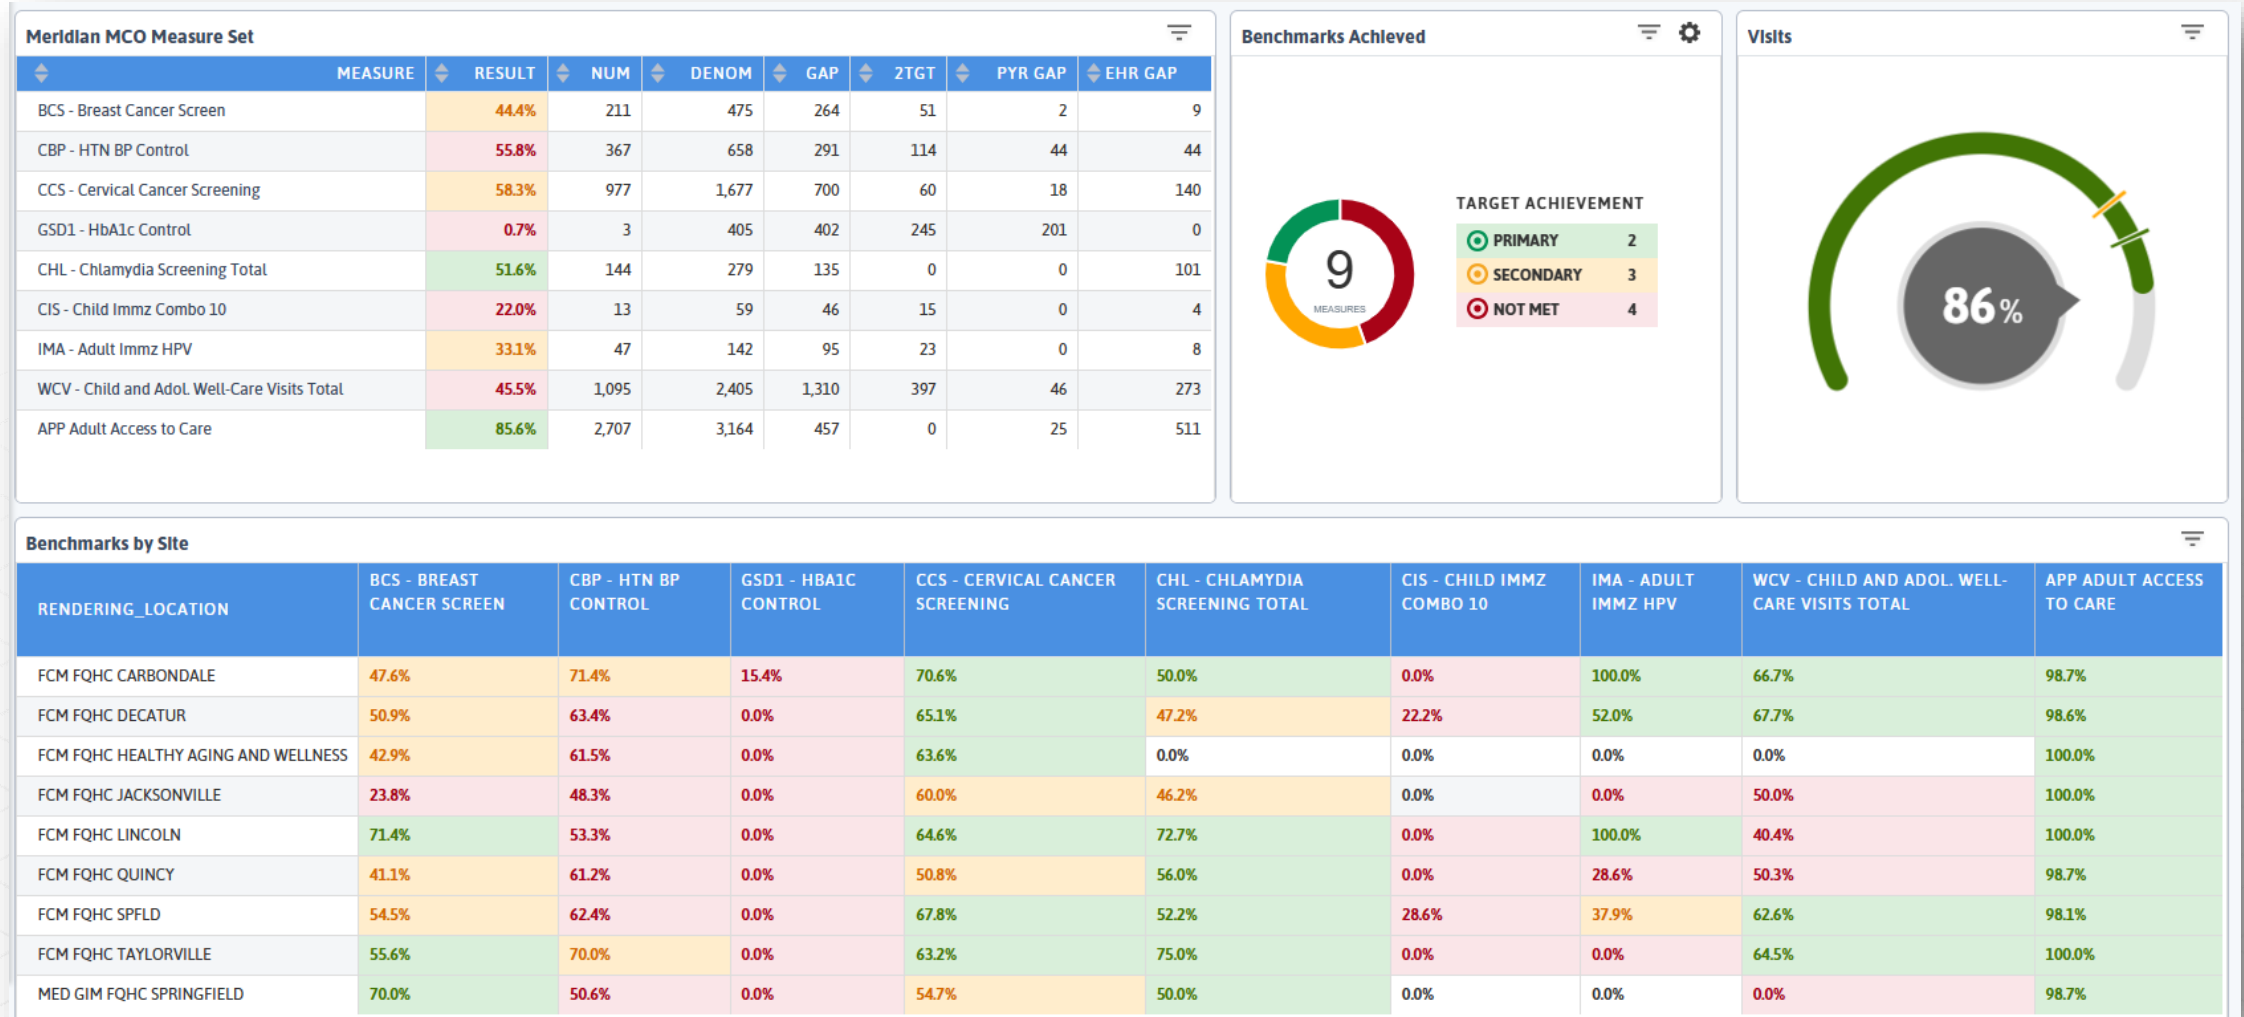 Meridian MCO Measure Set
MEASURE RESULT NUM DENOM GAP 2TGT PYR GAP EHR GAP
BCS - Breast Cancer Screen 44.4% 211 475 264 51 2 9
CBP - HTN BP Control 55.8% 367 658 291 114 44 44
CCS - Cervical Cancer Screening 58.3% 977 1,677 700 60 18 140
GSD1 - HbA1c Control 0.7% 3 405 402 245 201 0
CHL - Chlamydia Screening Total 51.6% 144 279 135 0 0 101
CIS - Child Immz Combo 10 22.0% 13 59 46 15 0 4
IMA - Adult Immz HPV 33.1% 47 142 95 23 0 8
WCV - Child and Adol. Well-Care Visits Total 45.5% 1,095 2,405 1,310 397 46 273
APP Adult Access to Care 85.6% 2,707 3,164 457 0 25 511
Benchmarks Achieved
9
MEASURES
TARGET ACHIEVEMENT
PRIMARY 2
SECONDARY 3
NOT MET 4
Visits
86%
Benchmarks by Site
RENDERING_LOCATION
BCS - BREAST
CANCER SCREEN
CBP - HTN BP
CONTROL
GSD1 - HBA1C
CONTROL
CCS - CERVICAL CANCER
SCREENING
CHL - CHLAMYDIA
SCREENING TOTAL
CIS - CHILD IMMZ
COMBO 10
IMA - ADULT
IMMZ HPV
WCV - CHILD AND ADOL. WELL-
CARE VISITS TOTAL
APP ADULT ACCESS
TO CARE
FCM FQHC CARBONDALE 47.6% 71.4% 15.4% 70.6% 50.0% 0.0% 100.0% 66.7% 98.7%
FCM FQHC DECATUR 50.9% 63.4% 0.0% 65.1% 47.2% 22.2% 52.0% 67.7% 98.6%
FCM FQHC HEALTHY AGING AND WELLNESS 42.9% 61.5% 0.0% 63.6% 0.0% 0.0% 0.0% 0.0% 100.0%
FCM FQHC JACKSONVILLE 23.8% 48.3% 0.0% 60.0% 46.2% 0.0% 0.0% 50.0% 100.0%
FCM FQHC LINCOLN 71.4% 53.3% 0.0% 64.6% 72.7% 0.0% 100.0% 40.4% 100.0%
FCM FQHC QUINCY 41.1% 61.2% 0.0% 50.8% 56.0% 0.0% 28.6% 50.3% 98.7%
FCM FQHC SPFLD 54.5% 62.4% 0.0% 67.8% 52.2% 28.6% 37.9% 62.6% 98.1%
FCM FQHC TAYLORVILLE 55.6% 70.0% 0.0% 63.2% 75.0% 0.0% 0.0% 64.5% 100.0%
MED GIM FQHC SPRINGFIELD 70.0% 50.6% 0.0% 54.7% 50.0% 0.0% 0.0% 0.0% 98.7%